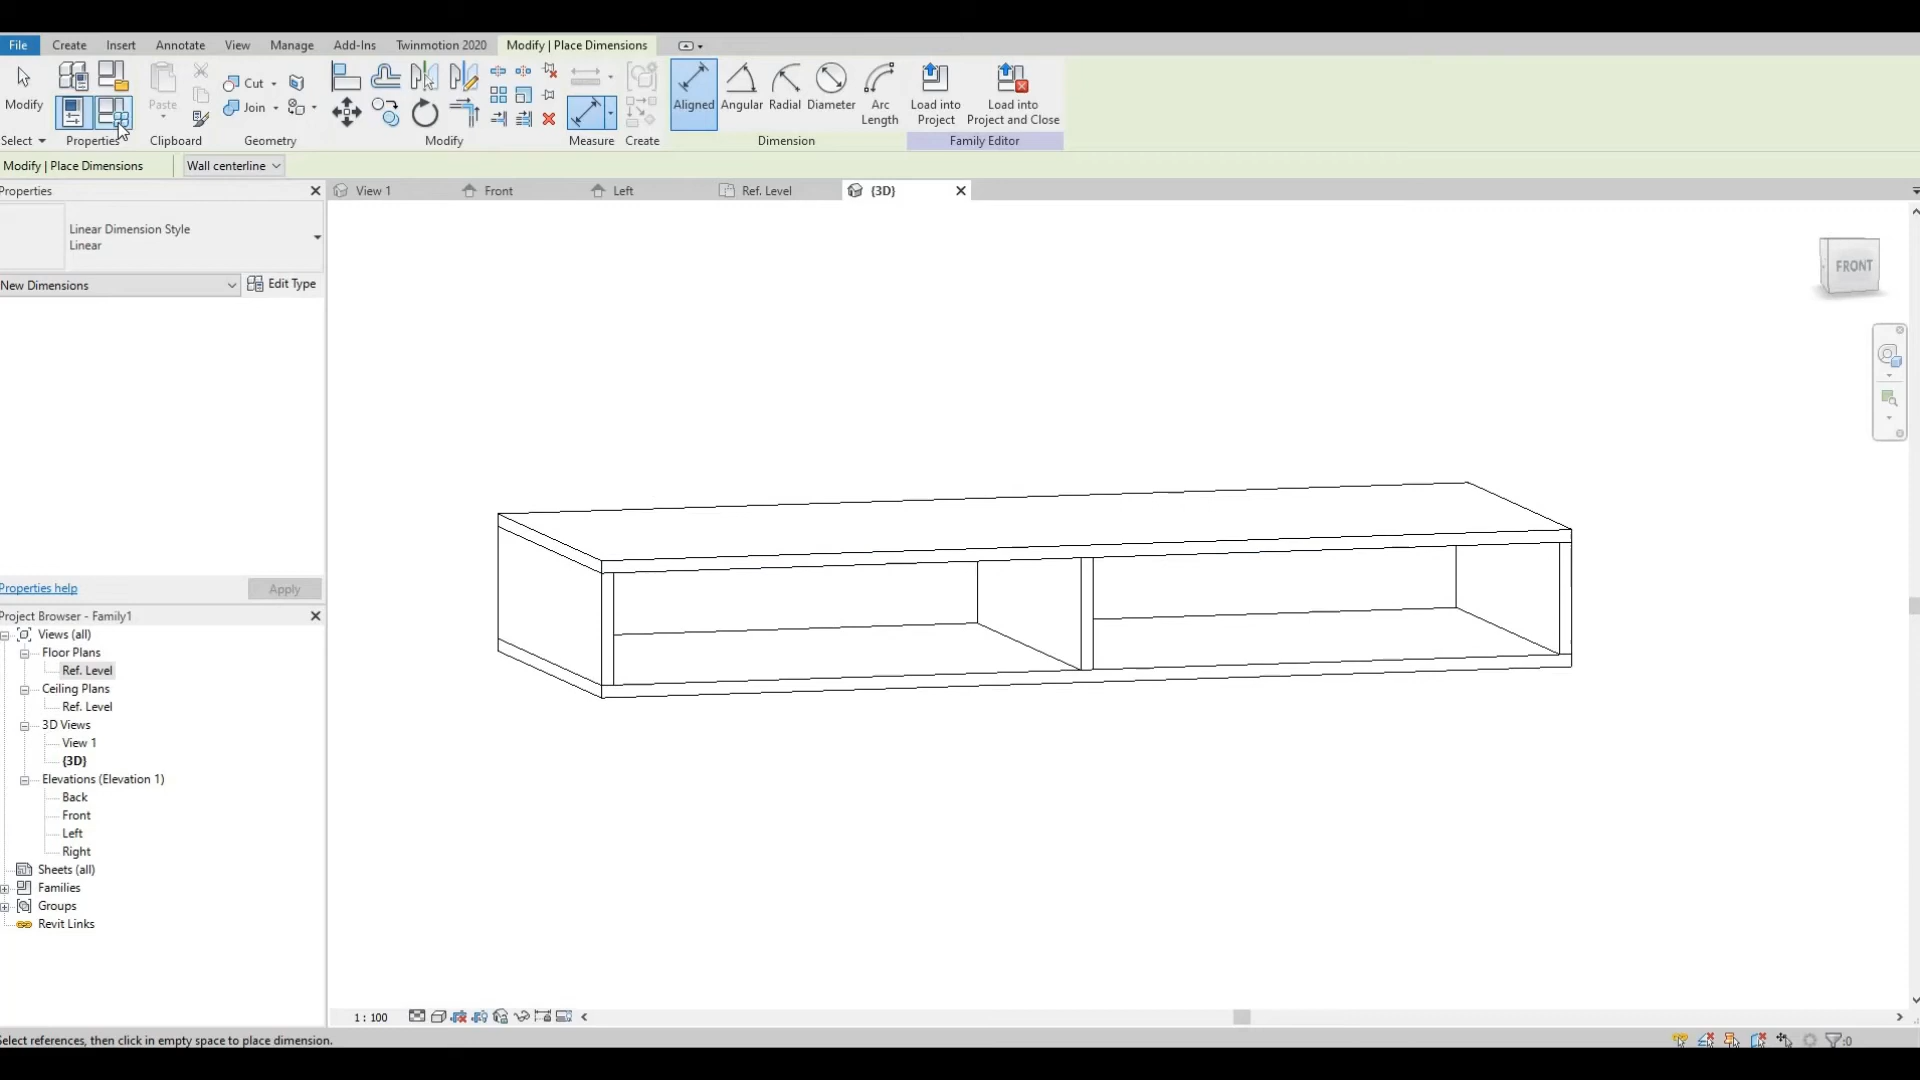 File Create Insert Annotate View Manage Add-Ins Twinmotion 2020 Modify | Place Dimensions
Modify Paste Cut Join Aligned Angular Radial Diameter Arc Length Load into Project Load into Project and Close
Select Properties Clipboard Geometry Modify Measure Create Dimension Family Editor
Modify | Place Dimensions Wall centerline
Properties View 1 Front Left Ref. Level {3D}
Linear Dimension Style
Linear
New Dimensions Edit Type
FRONT
Properties help Apply
Project Browser - Family1
Views (all)
Floor Plans
Ref. Level
Ceiling Plans
Ref. Level
3D Views
View 1
{3D}
Elevations (Elevation 1)
Back
Front
Left
Right
Sheets (all)
Families
Groups
Revit Links
1 : 100
Select references, then click in empty space to place dimension.
:0